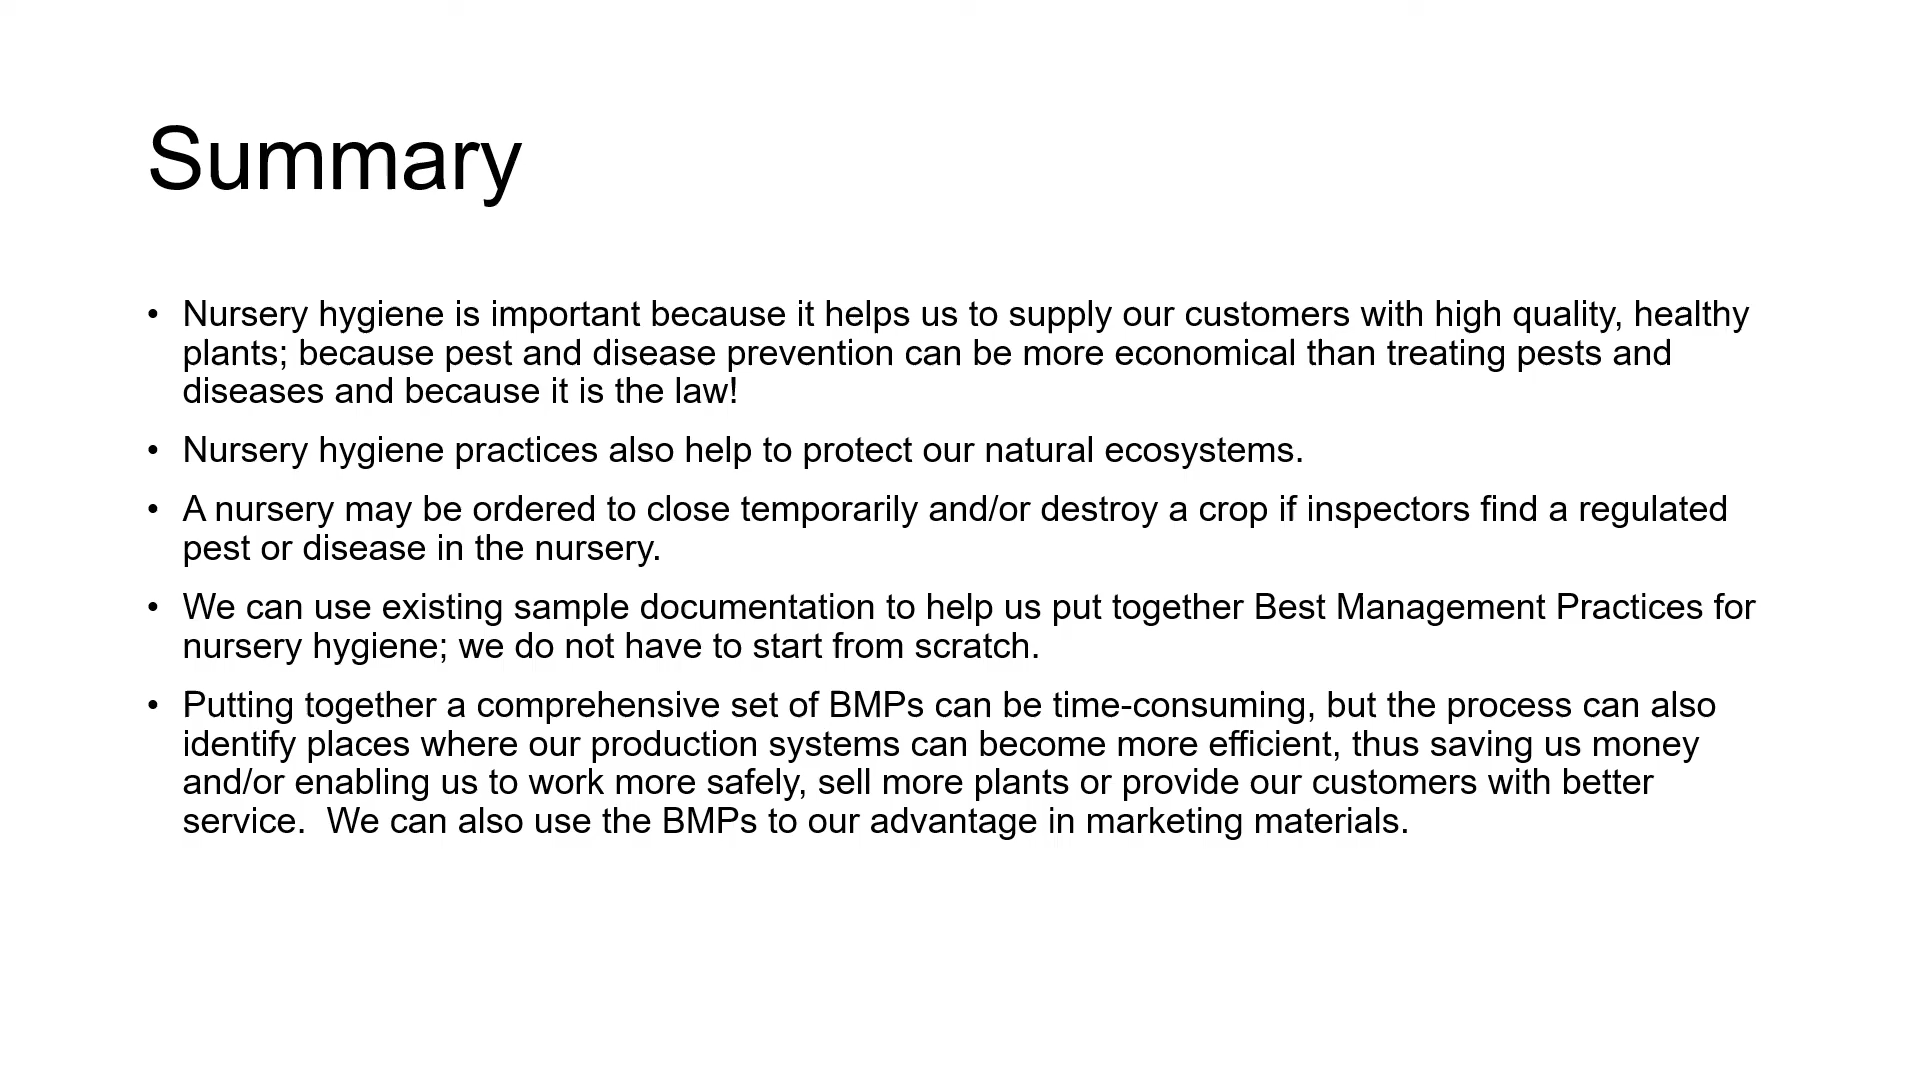 Summary
• Nursery hygiene is important because it helps us to supply our customers with high quality, healthy
plants; because pest and disease prevention can be more economical than treating pests and
diseases and because it is the law!
• Nursery hygiene practices also help to protect our natural ecosystems.
• A nursery may be ordered to close temporarily and/or destroy a crop if inspectors find a regulated
pest or disease in the nursery.
• We can use existing sample documentation to help us put together Best Management Practices for
nursery hygiene; we do not have to start from scratch.
• Putting together a comprehensive set of BMPs can be time-consuming, but the process can also
identify places where our production systems can become more efficient, thus saving us money
and/or enabling us to work more safely, sell more plants or provide our customers with better
service.  We can also use the BMPs to our advantage in marketing materials.